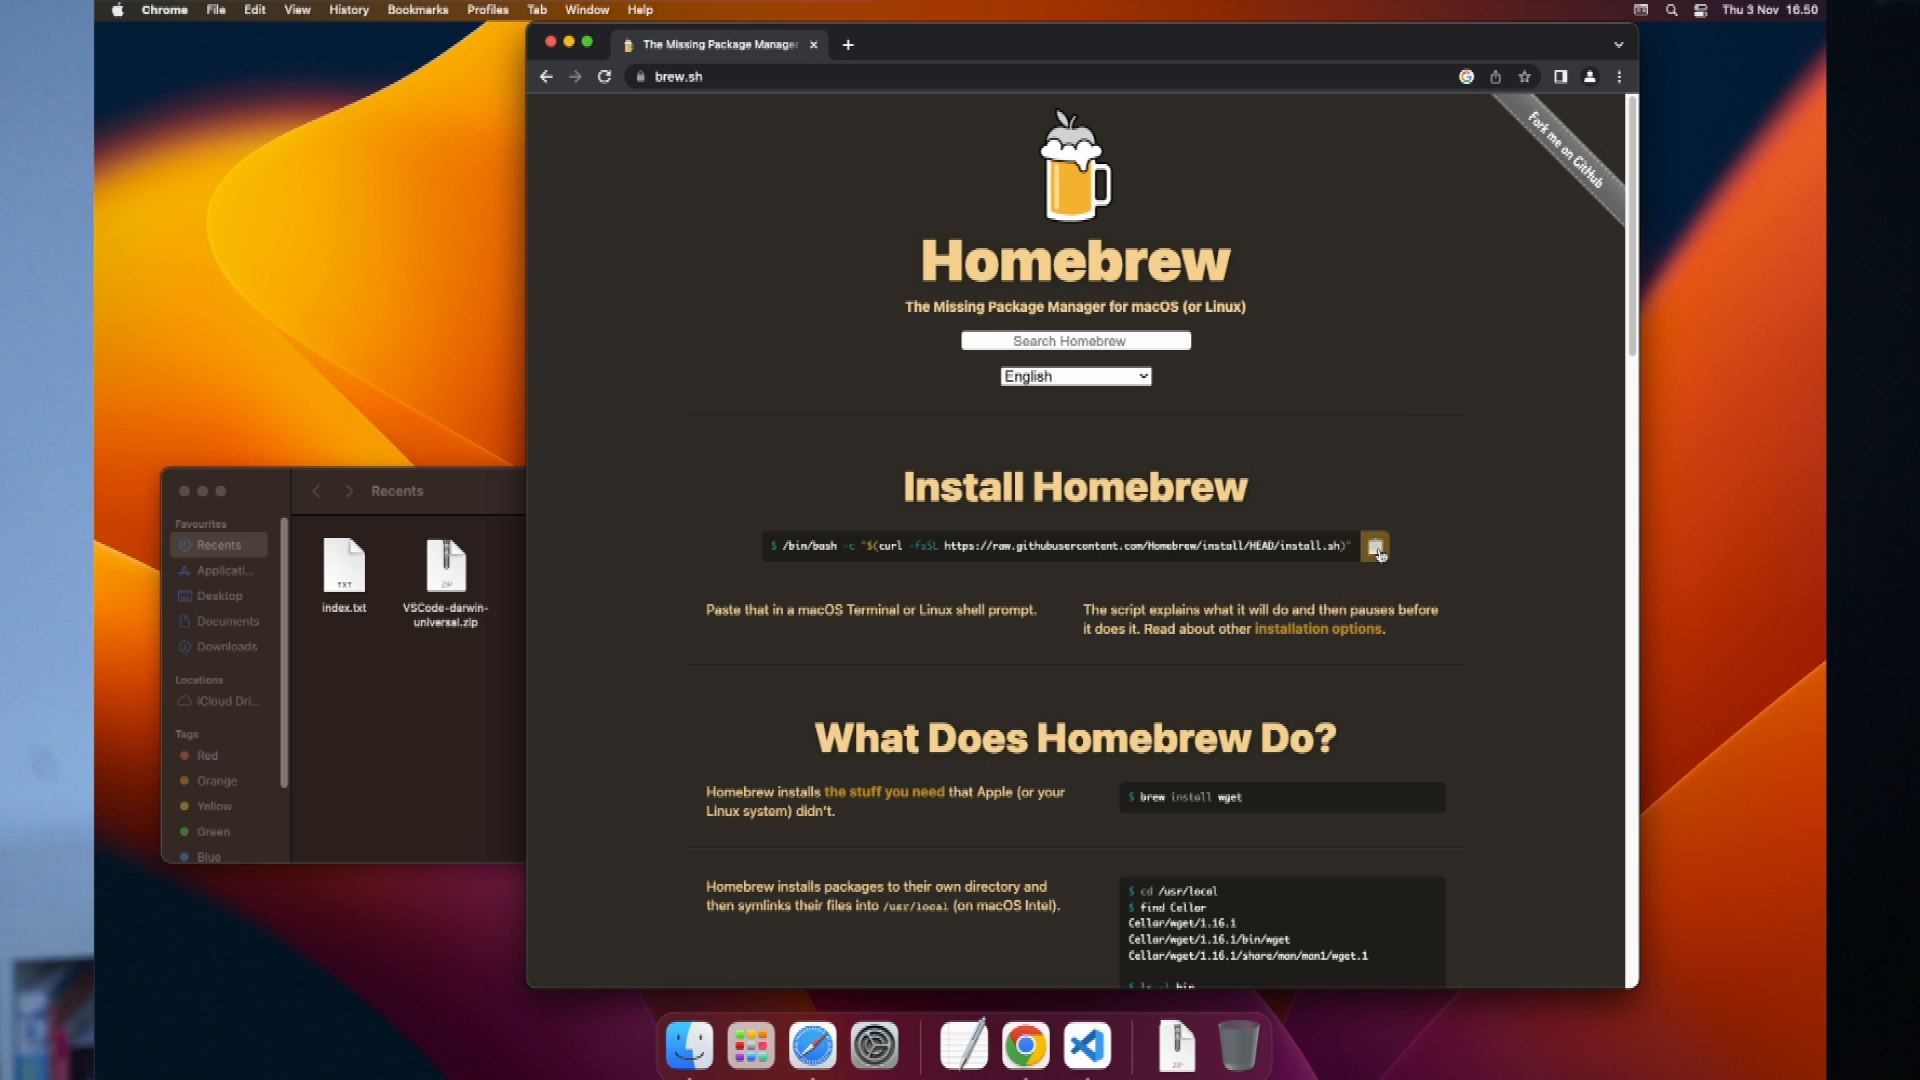 Chrome File Edit View History Bookmarks Profiles Tab Window Help
Thu 3 Nov 16.50
The Missing Package Manager
brew.sh
Fork me on GitHub
Homebrew
The Missing Package Manager for macOS (or Linux)
Search Homebrew
English
Install Homebrew
$ /bin/bash -c "$(curl -fsSL https://raw.githubusercontent.com/Homebrew/install/HEAD/install.sh)"
Paste that in a macOS Terminal or Linux shell prompt.
The script explains what it will do and then pauses before
it does it. Read about other installation options.
What Does Homebrew Do?
Homebrew installs the stuff you need that Apple (or your
Linux system) didn't.
$ brew install wget
Homebrew installs packages to their own directory and
then symlinks their files into /usr/local (on macOS Intel).
$ cd /usr/local
$ find Cellar
Cellar/wget/1.16.1
Cellar/wget/1.16.1/bin/wget
Cellar/wget/1.16.1/share/man/man1/wget.1
$ ls -l bin
Recents
Favourites
Recents
Applicati...
Desktop
Documents
Downloads
Locations
iCloud Dri...
Tags
Red
Orange
Yellow
Green
Blue
TXT
index.txt
ZIP
VSCode-darwin-
universal.zip
ZIP